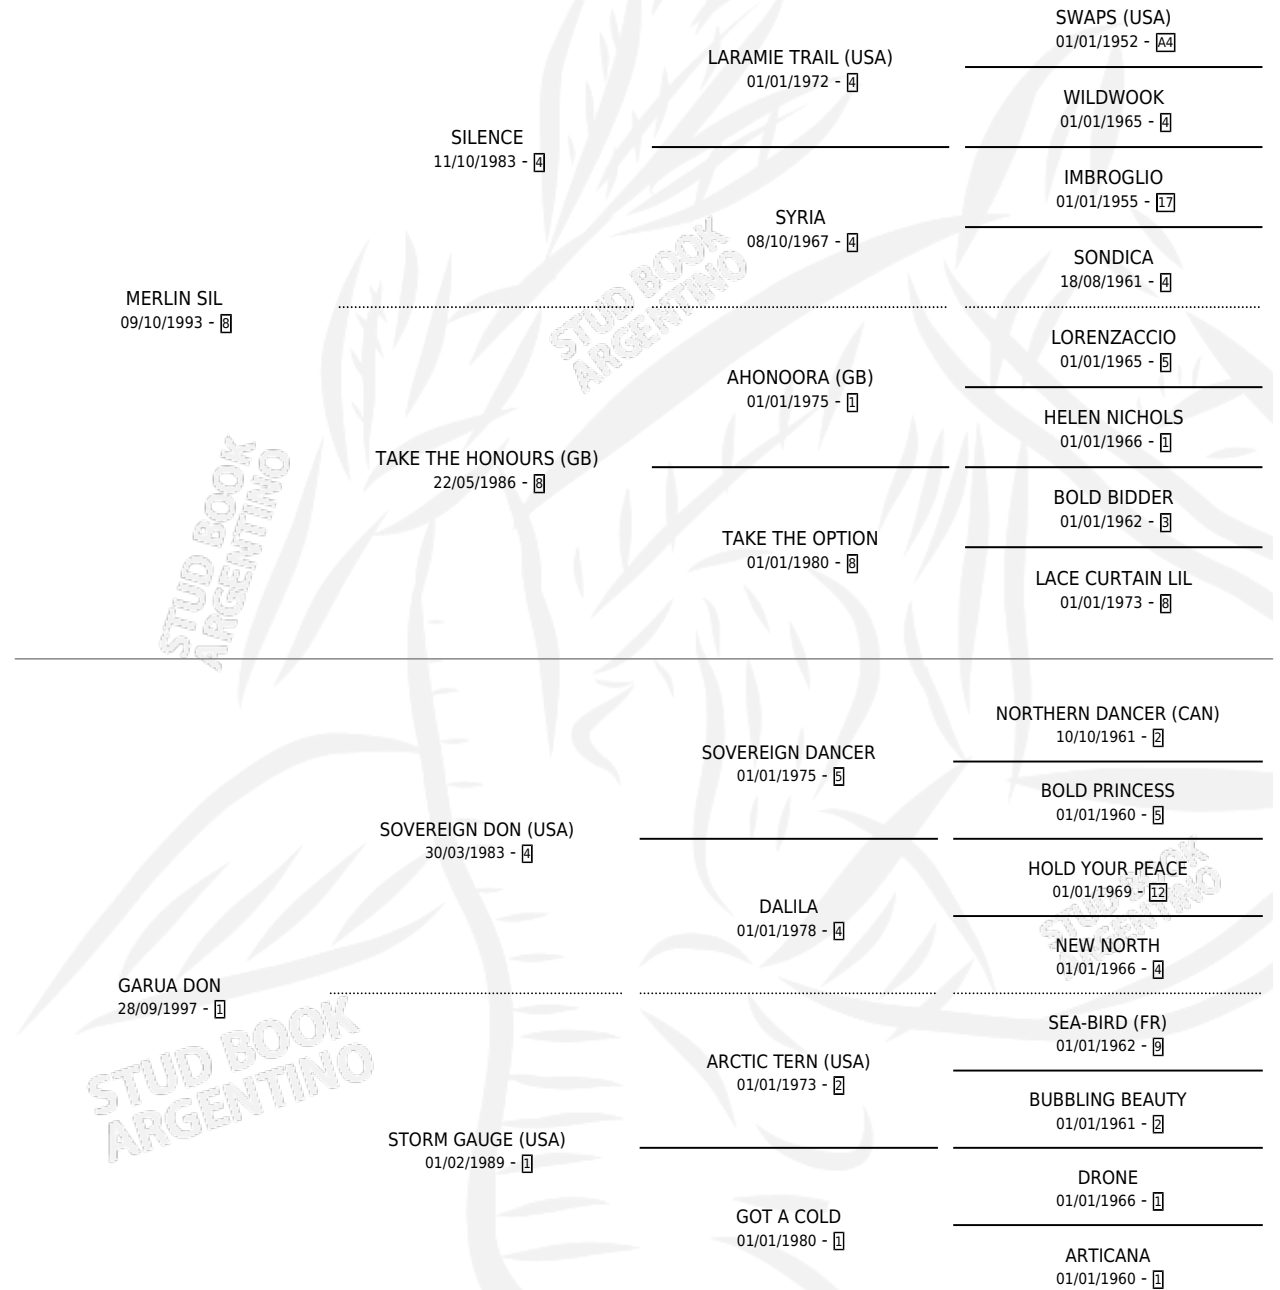 SWAPS (USA)
01/01/1952 - A4
LARAMIE TRAIL (USA)
01/01/1972 - 4
WILDWOOK
01/01/1965 - 4
SILENCE
11/10/1983 - 4
IMBROGLIO
01/01/1955 - 17
SYRIA
08/10/1967 - 4
SONDICA
18/08/1961 - 4
MERLIN SIL
09/10/1993 - 8
LORENZACCIO
01/01/1965 - 5
AHONOORA (GB)
01/01/1975 - 1
HELEN NICHOLS
01/01/1966 - 1
TAKE THE HONOURS (GB)
22/05/1986 - 8
BOLD BIDDER
01/01/1962 - 3
TAKE THE OPTION
01/01/1980 - 8
LACE CURTAIN LIL
01/01/1973 - 8
NORTHERN DANCER (CAN)
10/10/1961 - 2
SOVEREIGN DANCER
01/01/1975 - 5
BOLD PRINCESS
01/01/1960 - 5
SOVEREIGN DON (USA)
30/03/1983 - 4
HOLD YOUR PEACE
01/01/1969 - 12
DALILA
01/01/1978 - 4
NEW NORTH
01/01/1966 - 4
GARUA DON
28/09/1997 - 1
SEA-BIRD (FR)
01/01/1962 - 9
ARCTIC TERN (USA)
01/01/1973 - 2
BUBBLING BEAUTY
01/01/1961 - 2
STORM GAUGE (USA)
01/02/1989 - 1
DRONE
01/01/1966 - 1
GOT A COLD
01/01/1980 - 1
ARTICANA
01/01/1960 - 1
STUD BOOK
ARGENTINO
STUD BOOK
ARGENTINO
STUD BOOK
ARGENTINO
STUD BOOK
ARGENTINO